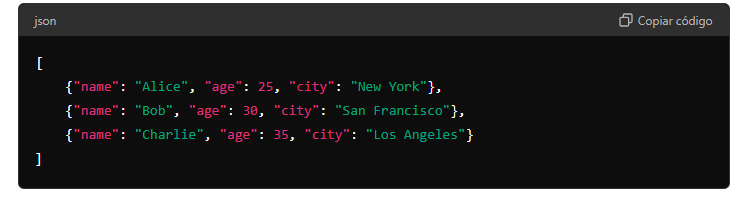 json
Copiar código
[
    {"name": "Alice", "age": 25, "city": "New York"},
    {"name": "Bob", "age": 30, "city": "San Francisco"},
    {"name": "Charlie", "age": 35, "city": "Los Angeles"}
]